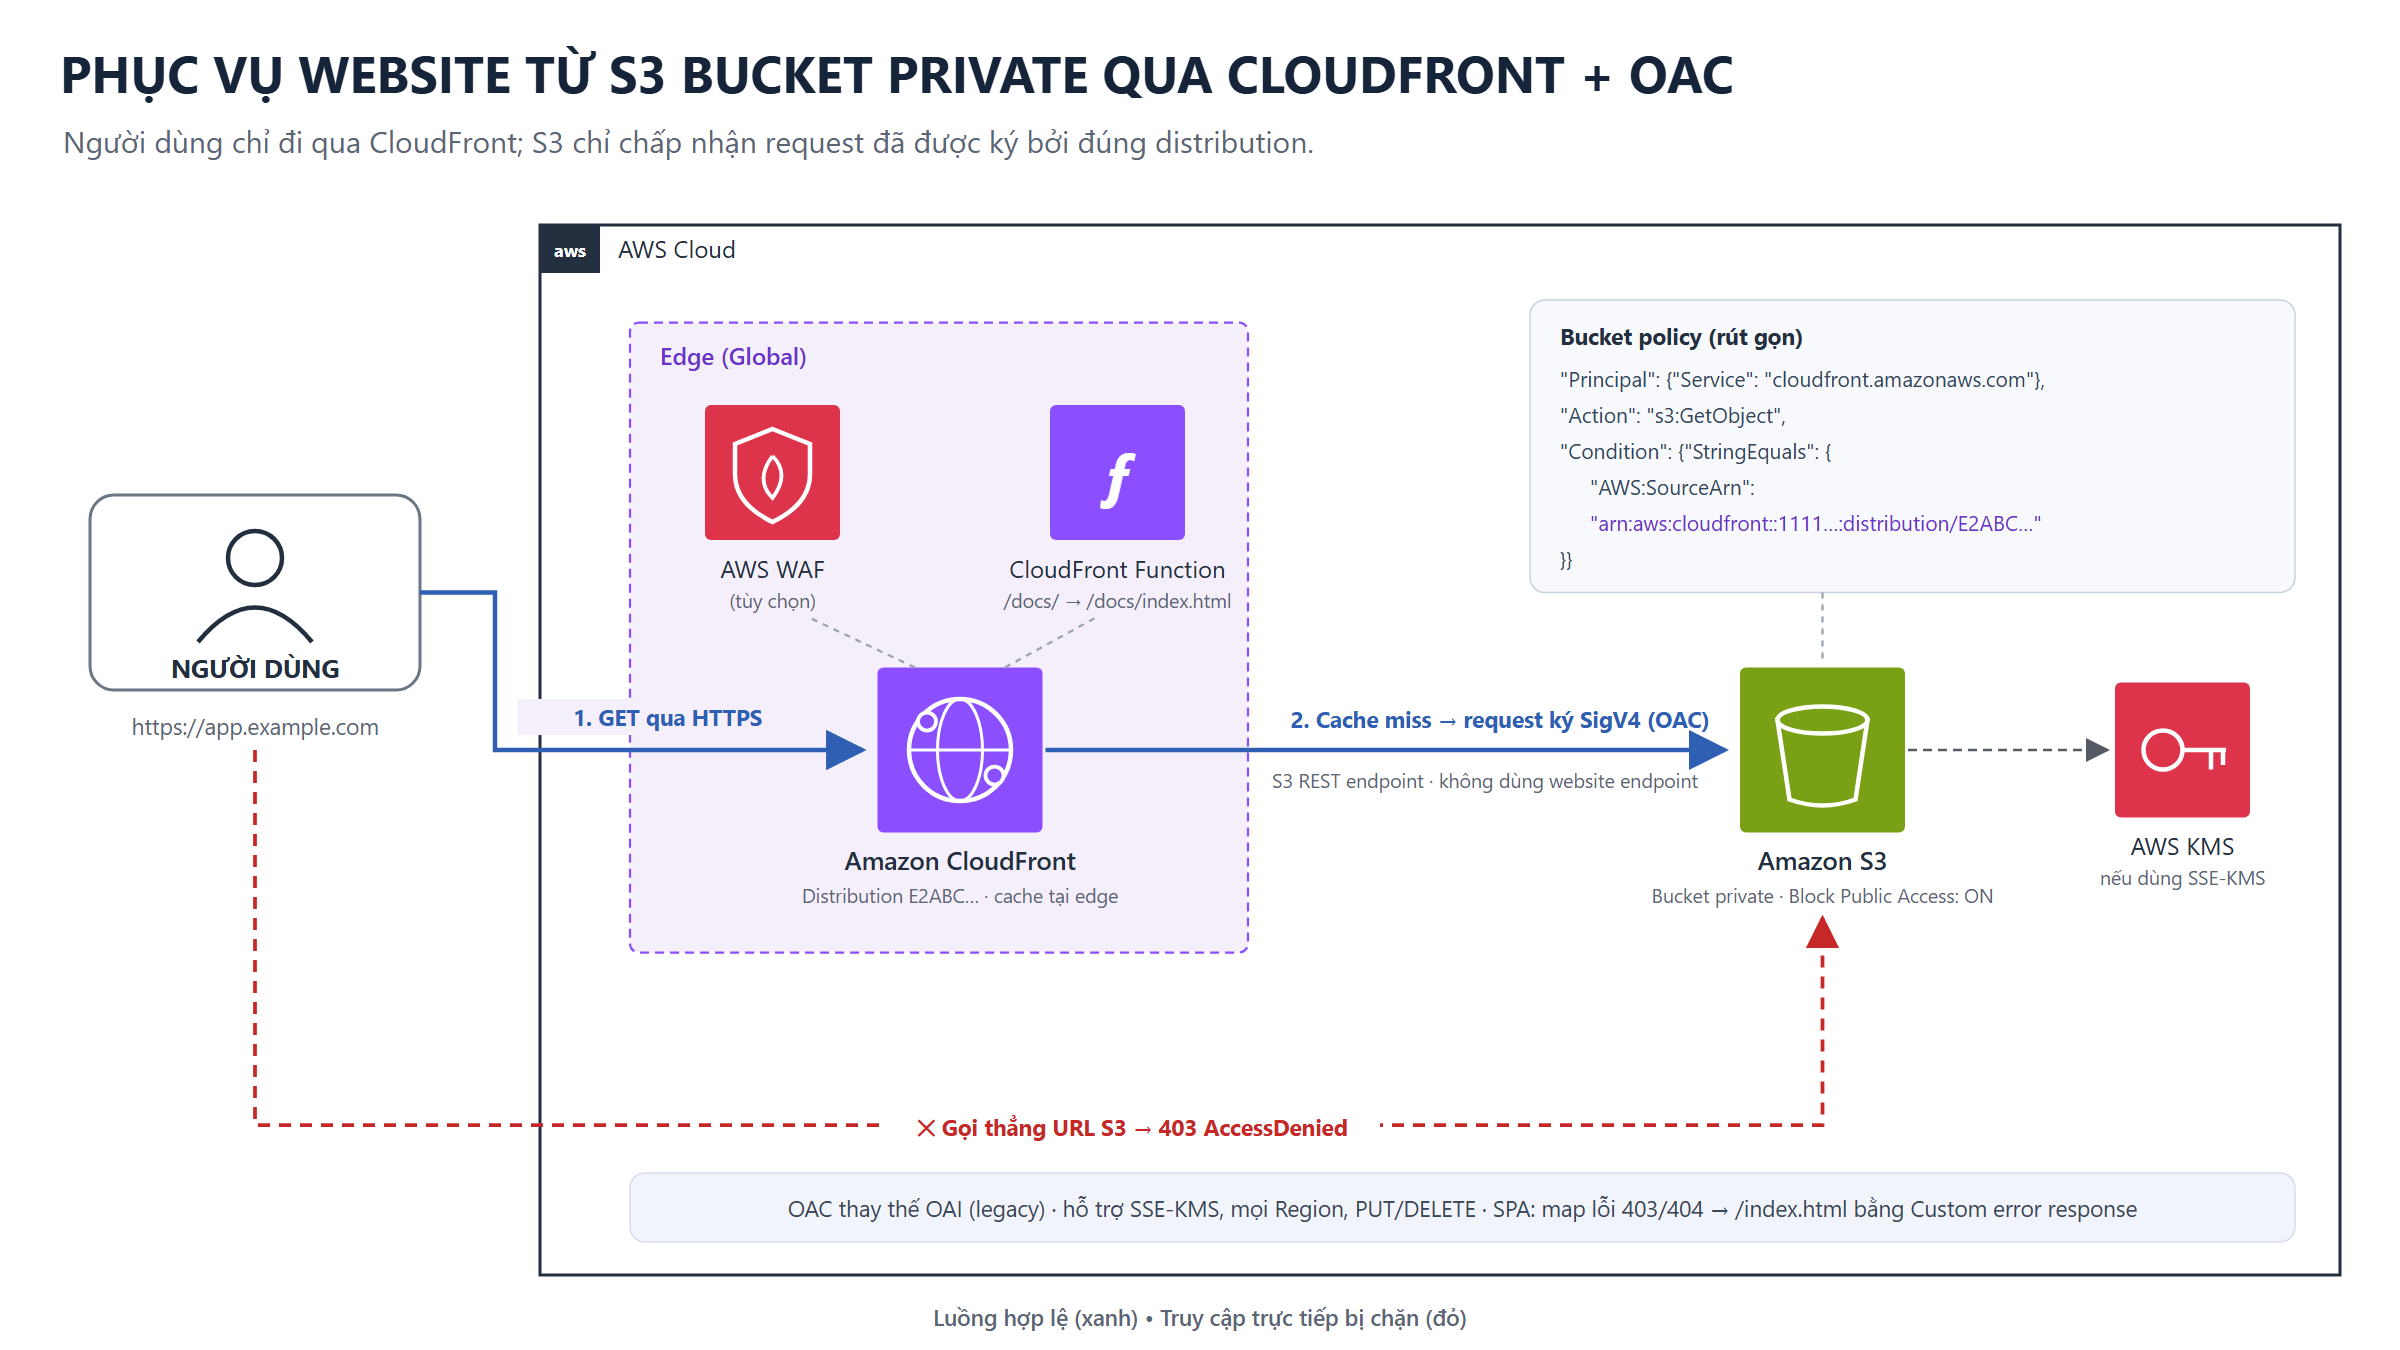 PHỤC VỤ WEBSITE TỪ S3 BUCKET PRIVATE QUA CLOUDFRONT + OAC
Người dùng chỉ đi qua CloudFront; S3 chỉ chấp nhận request đã được ký bởi đúng distribution.
aws
AWS Cloud
Edge (Global)
AWS WAF
(tùy chọn)
f
CloudFront Function
/docs/ → /docs/index.html
Bucket policy (rút gọn)
"Principal": {"Service": "cloudfront.amazonaws.com"},
"Action": "s3:GetObject",
"Condition": {"StringEquals": {
"AWS:SourceArn":
"arn:aws:cloudfront::1111...:distribution/E2ABC..."
}}
NGƯỜI DÙNG
https://app.example.com
1. GET qua HTTPS
Amazon CloudFront
Distribution E2ABC... · cache tại edge
2. Cache miss → request ký SigV4 (OAC)
S3 REST endpoint · không dùng website endpoint
Amazon S3
Bucket private · Block Public Access: ON
AWS KMS
nếu dùng SSE-KMS
✕ Gọi thẳng URL S3 → 403 AccessDenied
OAC thay thế OAI (legacy) · hỗ trợ SSE-KMS, mọi Region, PUT/DELETE · SPA: map lỗi 403/404 → /index.html bằng Custom error response
Luồng hợp lệ (xanh) • Truy cập trực tiếp bị chặn (đỏ)